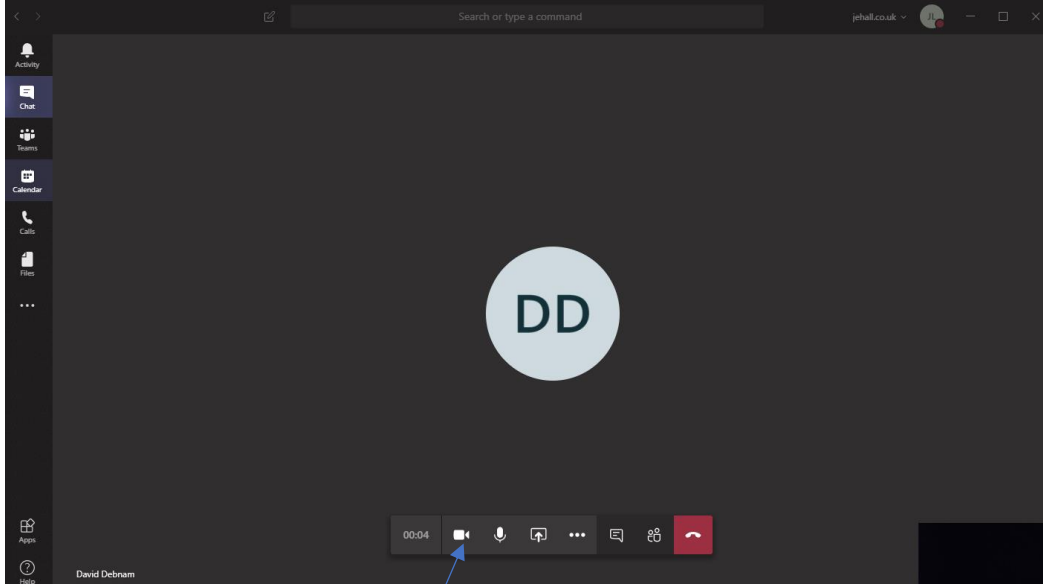 Search or type a command
jehall.co.uk
JL
Activity
Chat
Teams
Calendar
Calls
Files
DD
00:04
Apps
Help
David Debnam